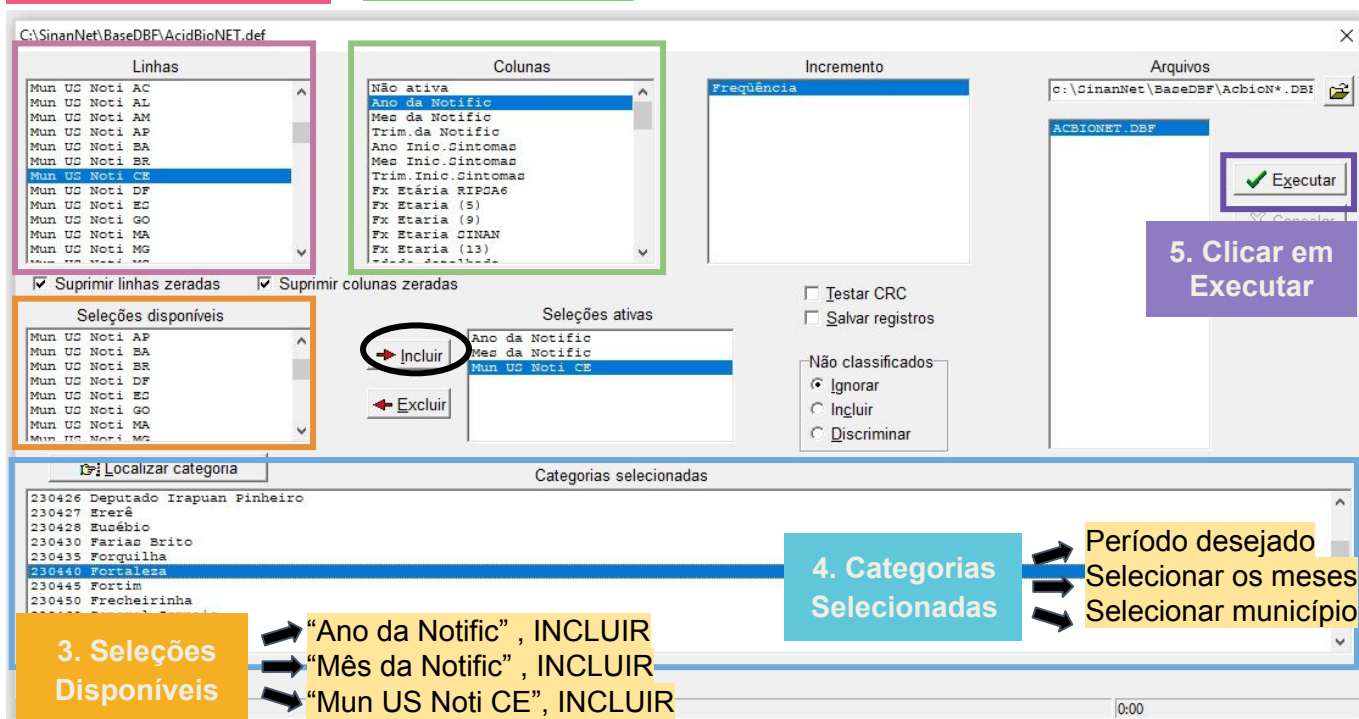 C:\SinanNet\BaseDBF\AcidBioNET.def
Linhas
Mun US Noti AC
Mun US Noti AL
Mun US Noti AM
Mun US Noti AP
Mun US Noti BA
Mun US Noti BR
Mun US Noti CE
Mun US Noti DF
Mun US Noti ES
Mun US Noti GO
Mun US Noti MA
Mun US Noti MG
Colunas
Não ativa
Ano da Notific
Mes da Notific
Trim.da Notific
Ano Inic.Sintomas
Mes Inic.Sintomas
Trim.Inic.Sintomas
Fx Etária RIPSA6
Fx Etaria (5)
Fx Etaria (9)
Fx Etaria SINAN
Fx Etaria (13)
Idade detalhada
Incremento
Freqüência
Arquivos
c:\SinanNet\BaseDBF\AcbioN*.DBF
ACBIONET.DBF
Executar
Cancelar
5. Clicar em
Executar
Suprimir linhas zeradas
Suprimir colunas zeradas
Seleções disponíveis
Mun US Noti AP
Mun US Noti BA
Mun US Noti BR
Mun US Noti DF
Mun US Noti ES
Mun US Noti GO
Mun US Noti MA
Mun US Noti MG
Incluir
Excluir
Seleções ativas
Ano da Notific
Mes da Notific
Mun US Noti CE
Testar CRC
Salvar registros
Não classificados
Ignorar
Incluir
Discriminar
Localizar categoria
Categorias selecionadas
230426 Deputado Irapuan Pinheiro
230427 Ererê
230428 Eusébio
230430 Farias Brito
230435 Forquilha
230440 Fortaleza
230445 Fortim
230450 Frecheirinha
4. Categorias
Selecionadas
Período desejado
Selecionar os meses
Selecionar município
3. Seleções
Disponíveis
“Ano da Notific” , INCLUIR
“Mês da Notific” , INCLUIR
“Mun US Noti CE”, INCLUIR
0:00